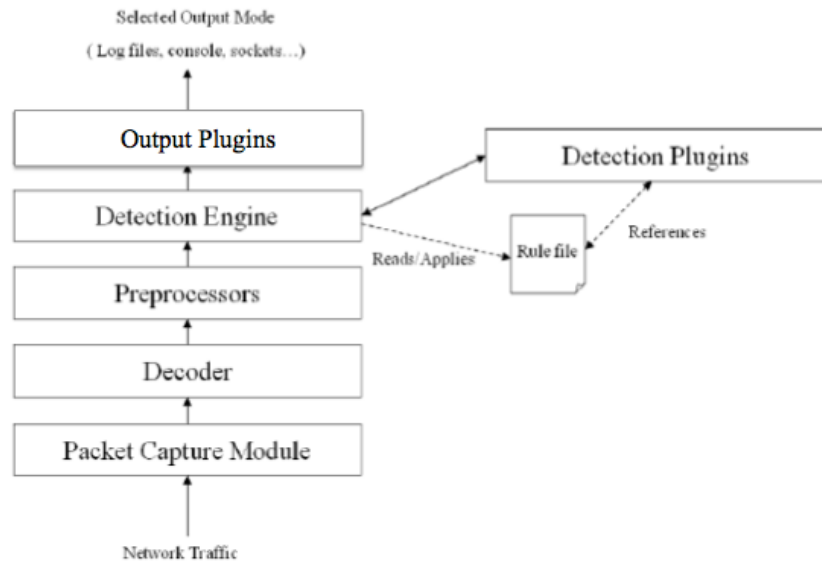 Selected Output Mode
( Log files, console, sockets…)
Output Plugins
Detection Plugins
Detection Engine
References
Rule file
Reads/Applies
Preprocessors
Decoder
Packet Capture Module
Network Traffic